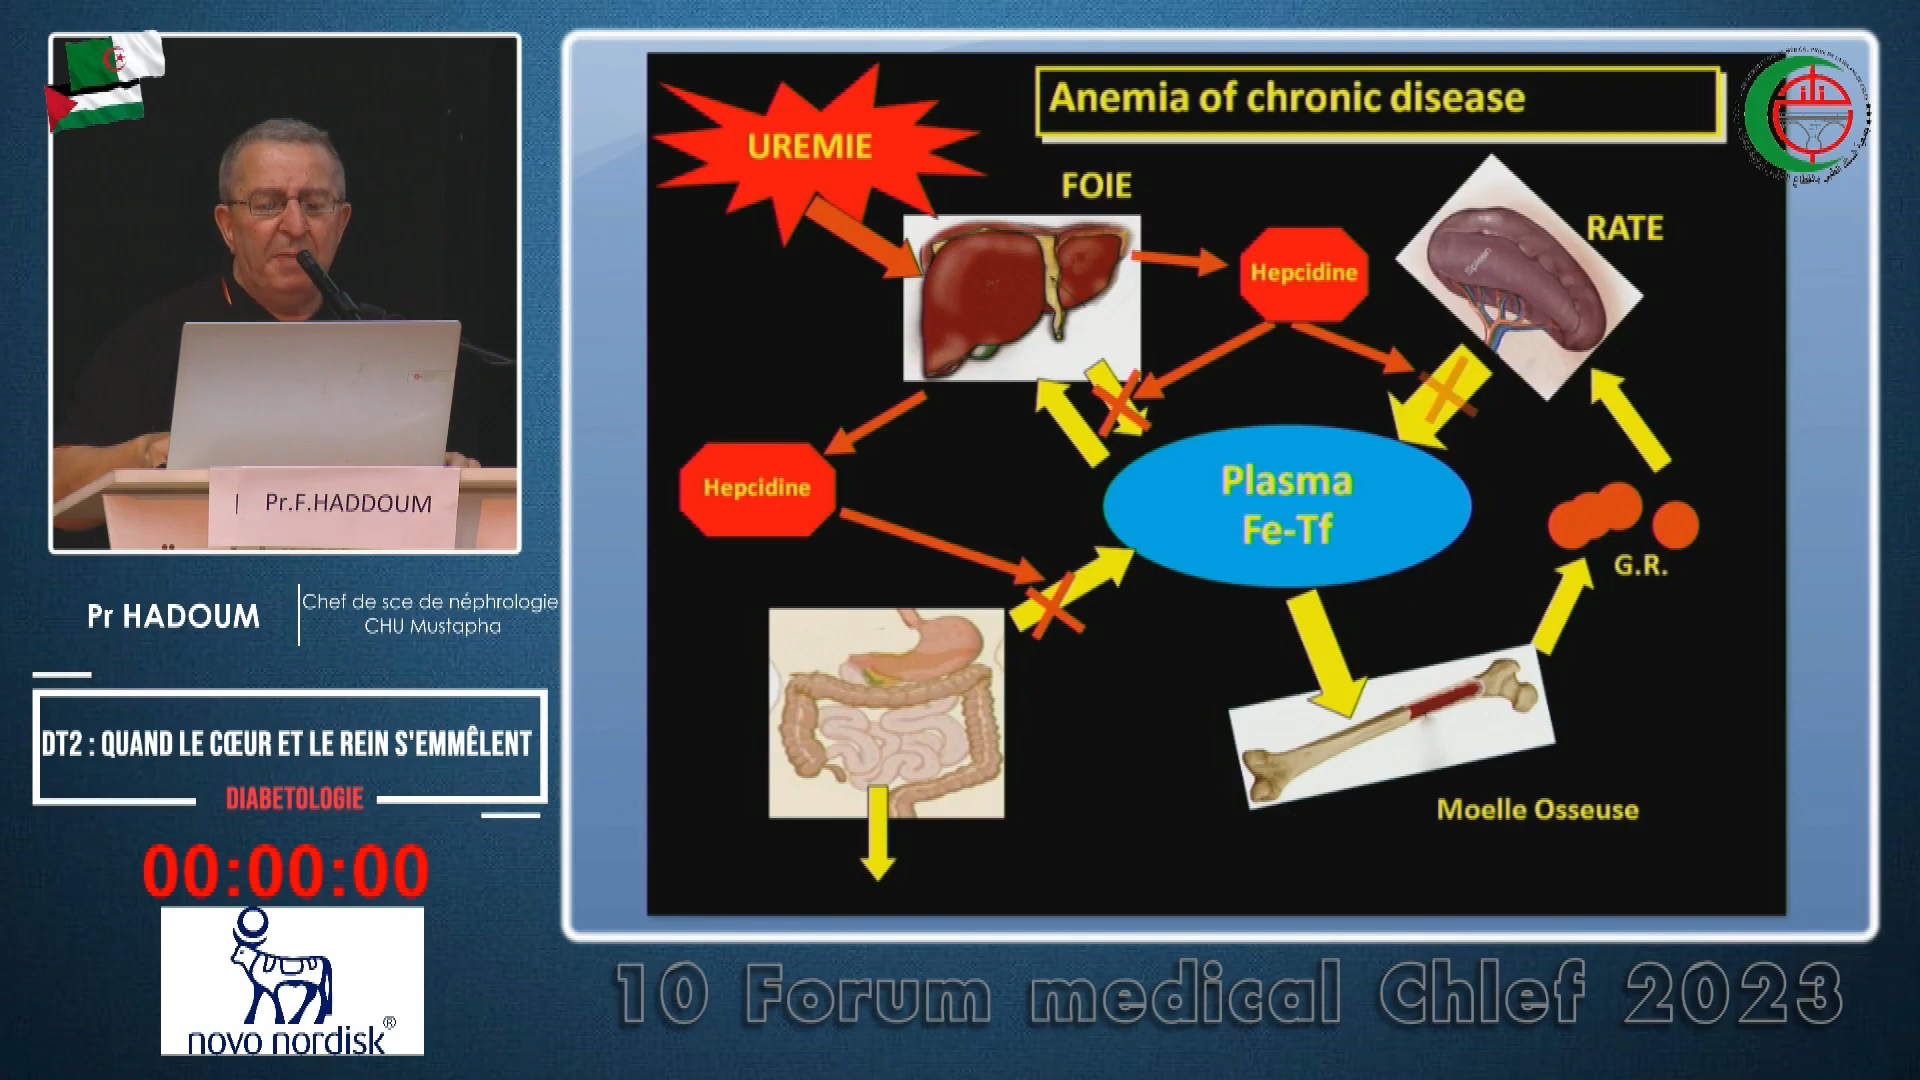 Anemia of chronic disease
UREMIE
FOIE
Hepcidine
RATE
Spleen
Hepcidine
Plasma
Fe-Tf
G.R.
Moelle Osseuse
Pr.F.HADDOUM
Pr HADOUM
Chef de sce de néphrologie
CHU Mustapha
DT2 : QUAND LE CŒUR ET LE REIN S'EMMÊLENT
DIABETOLOGIE
00:00:00
novo nordisk®
10 Forum medical Chlef 2023